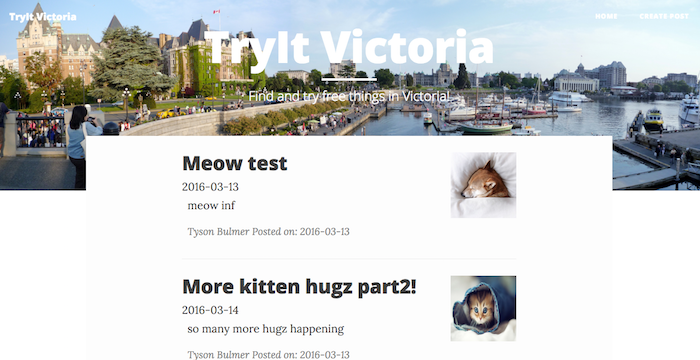 TryIt Victoria
HOME CREATE POST
TryIt Victoria
Find and try free things in Victoria!
Meow test
2016-03-13
meow inf
Tyson Bulmer Posted on: 2016-03-13
More kitten hugz part2!
2016-03-14
so many more hugz happening
Tyson Bulmer Posted on: 2016-03-13